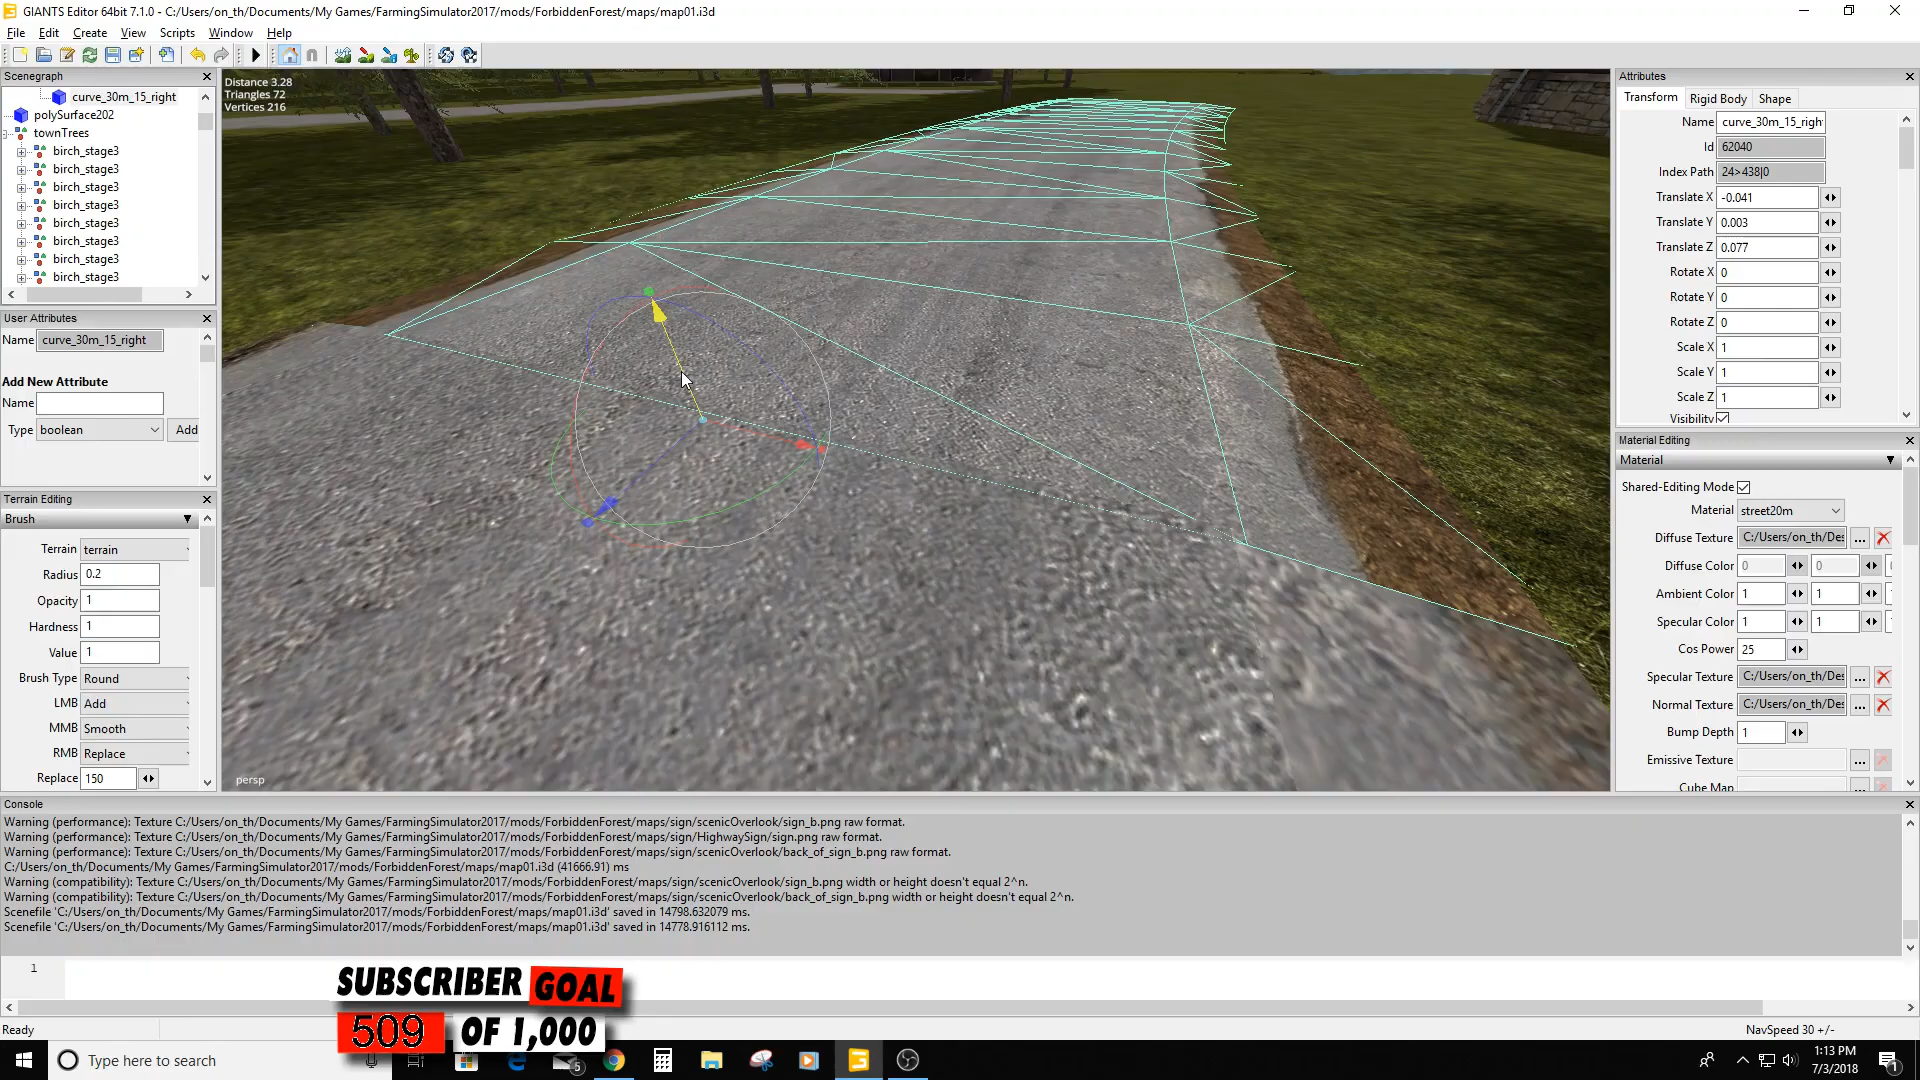 GIANTS Editor 64bit 7.1.0 - C:/Users/on_th/Documents/My Games/FarmingSimulator2017/mods/ForbiddenForest/maps/map01.i3d
File Edit Create View Scripts Window Help
Scenegraph
curve_30m_15_right
polySurface202
townTrees
birch_stage3
birch_stage3
birch_stage3
birch_stage3
birch_stage3
birch_stage3
birch_stage3
birch_stage3
User Attributes
Name curve_30m_15_right
Add New Attribute
Name
Type boolean Add
Terrain Editing
Brush
Terrain terrain
Radius 0.2
Opacity 1
Hardness 1
Value 1
Brush Type Round
LMB Add
MMB Smooth
RMB Replace
Replace 150
Distance 3.28
Triangles 72
Vertices 216
persp
Attributes
Transform Rigid Body Shape
Name curve_30m_15_righ
Id 62040
Index Path 24>438|0
Translate X -0.041
Translate Y 0.003
Translate Z 0.077
Rotate X 0
Rotate Y 0
Rotate Z 0
Scale X 1
Scale Y 1
Scale Z 1
Visibility
Material Editing
Material
Shared-Editing Mode
Material street20m
Diffuse Texture C:/Users/on_th/Des ...
Diffuse Color 0 0
Ambient Color 1 1
Specular Color 1 1
Cos Power 25
Specular Texture C:/Users/on_th/Des ...
Normal Texture C:/Users/on_th/Des ...
Bump Depth 1
Emissive Texture ...
Cube Map
Console
Warning (performance): Texture C:/Users/on_th/Documents/My Games/FarmingSimulator2017/mods/ForbiddenForest/maps/sign/scenicOverlook/sign_b.png raw format.
Warning (performance): Texture C:/Users/on_th/Documents/My Games/FarmingSimulator2017/mods/ForbiddenForest/maps/sign/HighwaySign/sign.png raw format.
Warning (performance): Texture C:/Users/on_th/Documents/My Games/FarmingSimulator2017/mods/ForbiddenForest/maps/sign/scenicOverlook/back_of_sign_b.png raw format.
C:/Users/on_th/Documents/My Games/FarmingSimulator2017/mods/ForbiddenForest/maps/map01.i3d (41666.91) ms
Warning (compatibility): Texture C:/Users/on_th/Documents/My Games/FarmingSimulator2017/mods/ForbiddenForest/maps/sign/scenicOverlook/sign_b.png width or height doesn't equal 2^n.
Warning (compatibility): Texture C:/Users/on_th/Documents/My Games/FarmingSimulator2017/mods/ForbiddenForest/maps/sign/scenicOverlook/back_of_sign_b.png width or height doesn't equal 2^n.
Scenefile 'C:/Users/on_th/Documents/My Games/FarmingSimulator2017/mods/ForbiddenForest/maps/map01.i3d' saved in 14798.632079 ms.
Scenefile 'C:/Users/on_th/Documents/My Games/FarmingSimulator2017/mods/ForbiddenForest/maps/map01.i3d' saved in 14778.916112 ms.
1
SUBSCRIBER GOAL
509 OF 1,000
Ready
NavSpeed 30 +/-
Type here to search
5
1:13 PM
7/3/2018
1